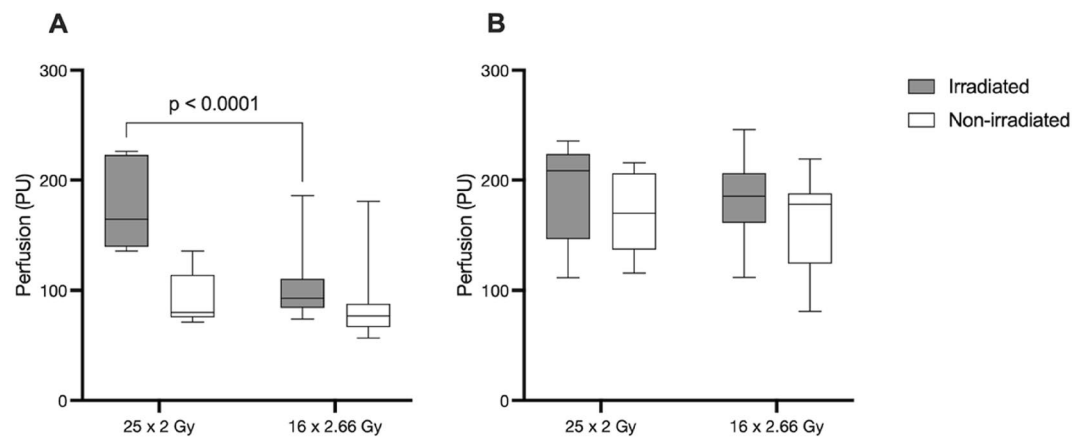 A
B
300
200
100
0
Perfusion (PU)
p < 0.0001
25 x 2 Gy
16 x 2.66 Gy
300
200
100
0
Perfusion (PU)
25 x 2 Gy
16 x 2.66 Gy
Irradiated
Non-irradiated